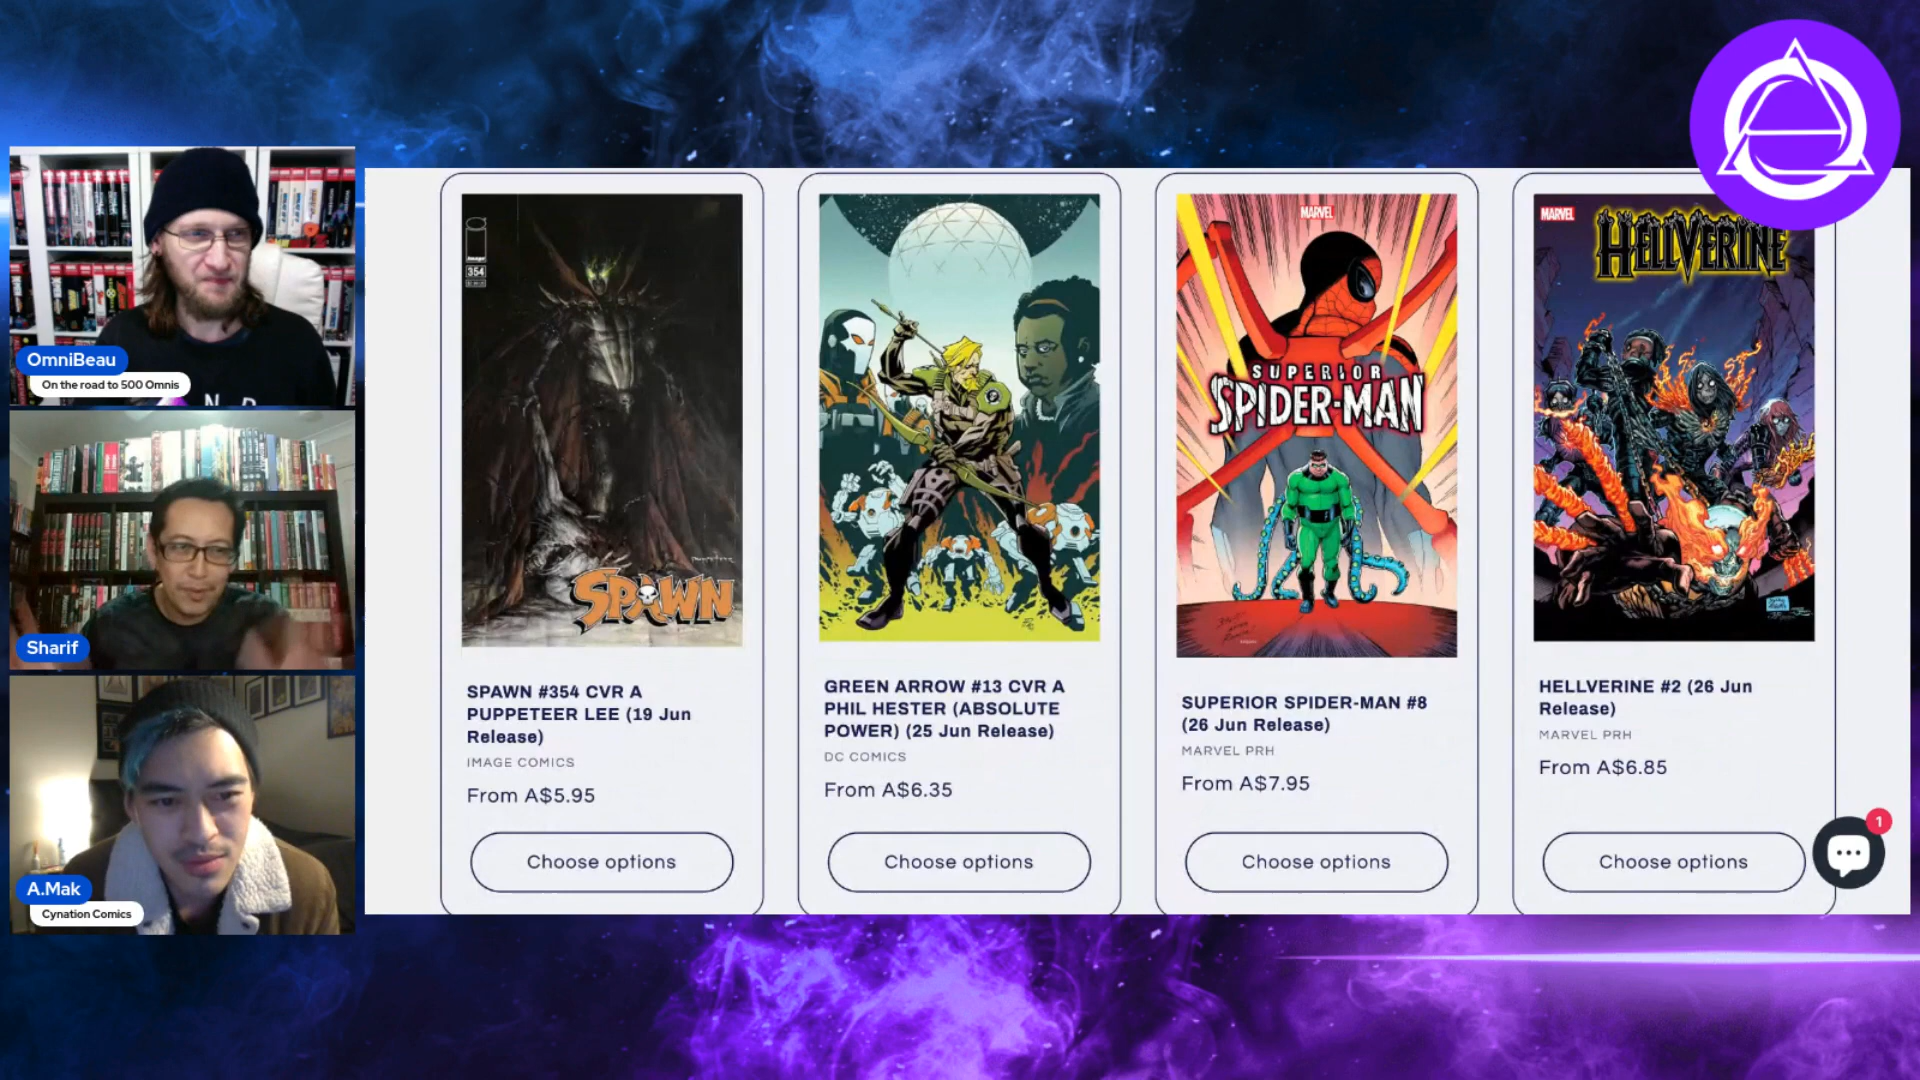 OmniBeau
On the road to 500 Omnis
Sharif
A.Mak
Cynation Comics
image
354
SPAWN
SPAWN #354 CVR A
PUPPETEER LEE (19 Jun
Release)
IMAGE COMICS
From A$5.95
Choose options
GREEN ARROW #13 CVR A
PHIL HESTER (ABSOLUTE
POWER) (25 Jun Release)
DC COMICS
From A$6.35
Choose options
MARVEL
SUPERIOR
SPIDER-MAN
SUPERIOR SPIDER-MAN #8
(26 Jun Release)
MARVEL PRH
From A$7.95
Choose options
MARVEL
HELLVERINE
HELLVERINE #2 (26 Jun
Release)
MARVEL PRH
From A$6.85
Choose options
1